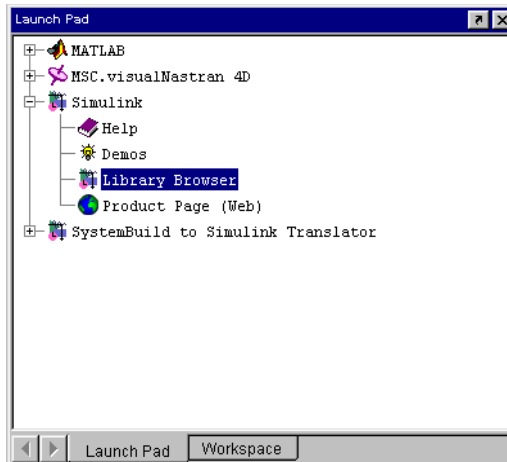 Launch Pad
MATLAB
MSC.visualNastran 4D
Simulink
Help
Demos
Library Browser
Product Page (Web)
SystemBuild to Simulink Translator
Launch Pad Workspace